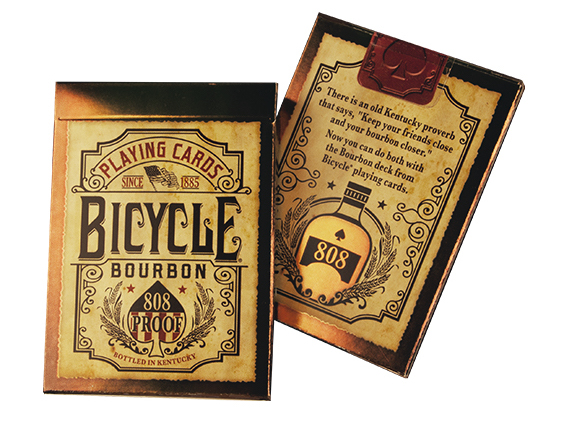 PLAYING CARDS
SINCE 1885
BICYCLE®
BOURBON
808
PROOF
BOTTLED IN KENTUCKY
There is an old Kentucky proverb
that says, "Keep your friends close
and your bourbon closer."
Now you can do both with
the Bourbon deck from
Bicycle® playing cards.
808